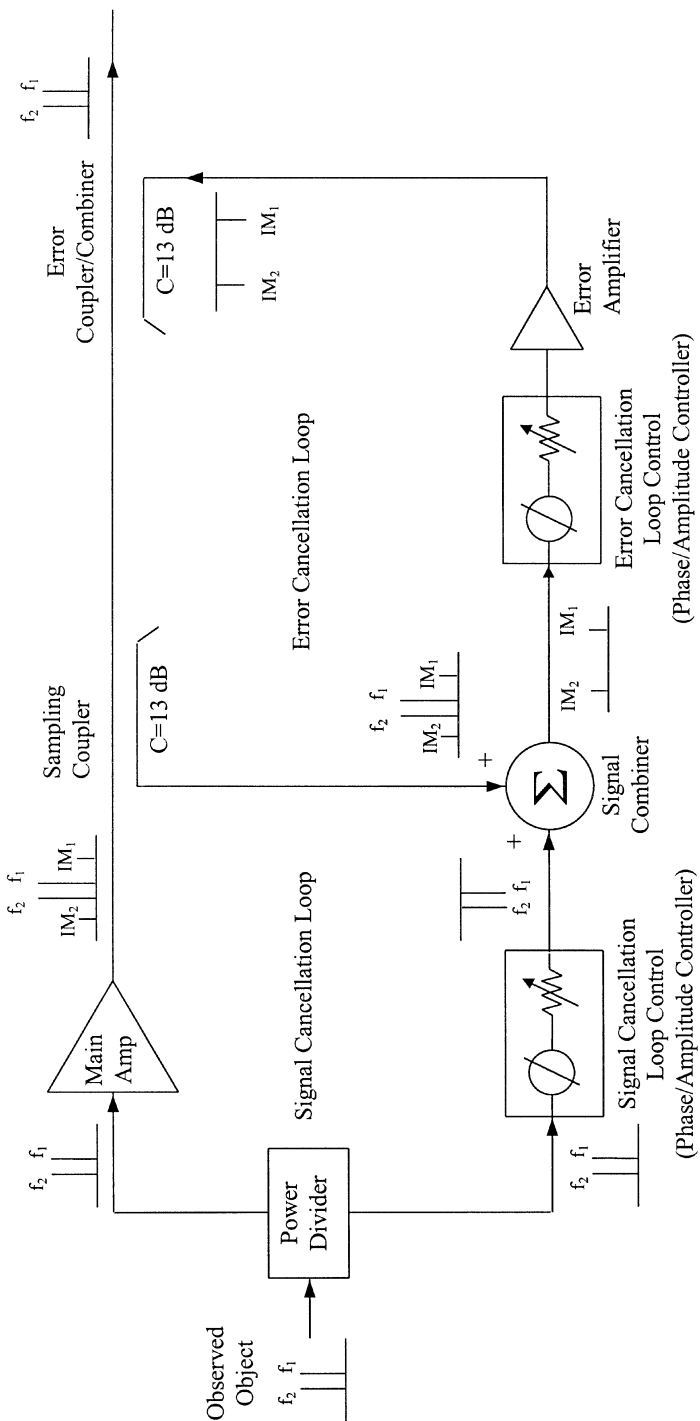 Observed
Object
f₂ f₁
Power
Divider
f₂ f₁
Main
Amp
f₂ f₁
IM₂ IM₁
Sampling
Coupler
C=13 dB
Error
Coupler/Combiner
C=13 dB
IM₂ IM₁
f₂ f₁
Signal Cancellation Loop
Error Cancellation Loop
f₂ f₁
Signal Cancellation
Loop Control
(Phase/Amplitude Controller)
f₂ f₁
+
+
f₂ f₁
IM₂ IM₁
Σ
Signal
Combiner
IM₂ IM₁
Error Cancellation
Loop Control
(Phase/Amplitude Controller)
Error
Amplifier